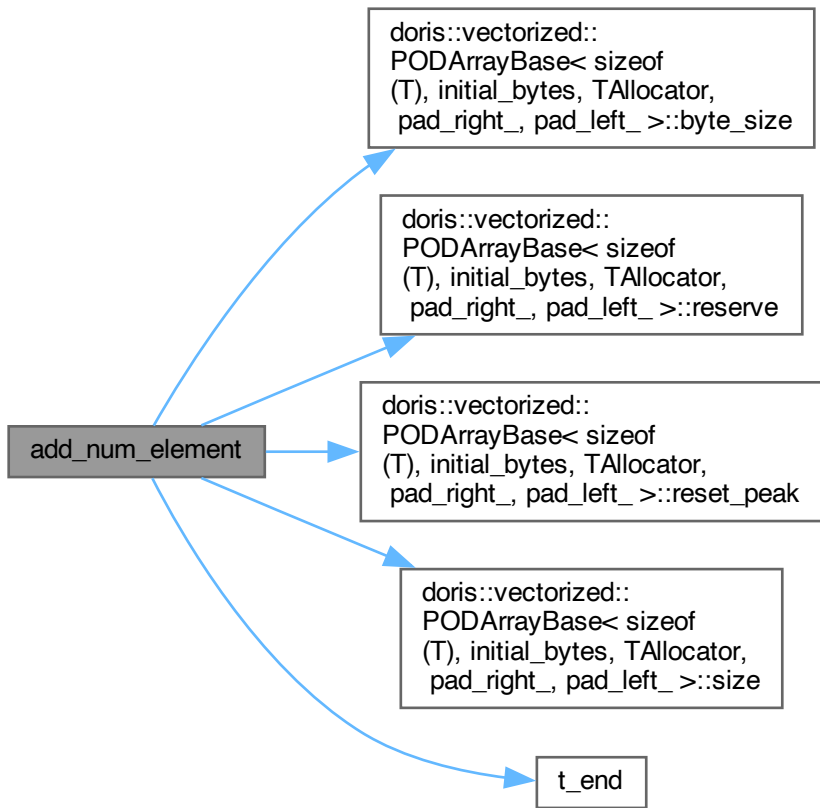 doris::vectorized::
PODArrayBase< sizeof
(T), initial_bytes, TAllocator,
pad_right_, pad_left_ >::byte_size
doris::vectorized::
PODArrayBase< sizeof
(T), initial_bytes, TAllocator,
pad_right_, pad_left_ >::reserve
add_num_element
doris::vectorized::
PODArrayBase< sizeof
(T), initial_bytes, TAllocator,
pad_right_, pad_left_ >::reset_peak
doris::vectorized::
PODArrayBase< sizeof
(T), initial_bytes, TAllocator,
pad_right_, pad_left_ >::size
t_end